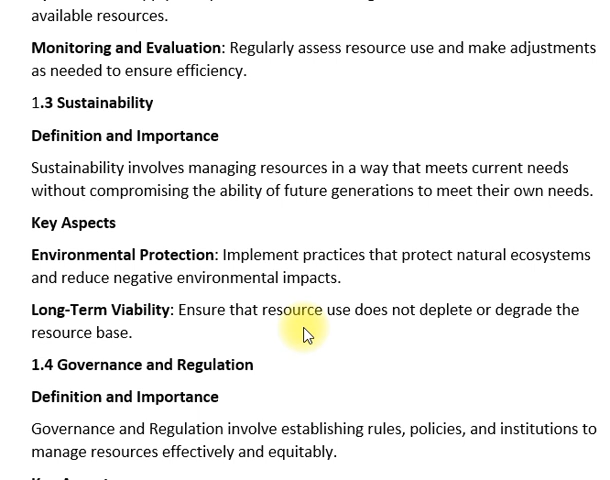 available resources.
Monitoring and Evaluation: Regularly assess resource use and make adjustments
as needed to ensure efficiency.
1.3 Sustainability
Definition and Importance
Sustainability involves managing resources in a way that meets current needs
without compromising the ability of future generations to meet their own needs.
Key Aspects
Environmental Protection: Implement practices that protect natural ecosystems
and reduce negative environmental impacts.
Long-Term Viability: Ensure that resource use does not deplete or degrade the
resource base.
1.4 Governance and Regulation
Definition and Importance
Governance and Regulation involve establishing rules, policies, and institutions to
manage resources effectively and equitably.